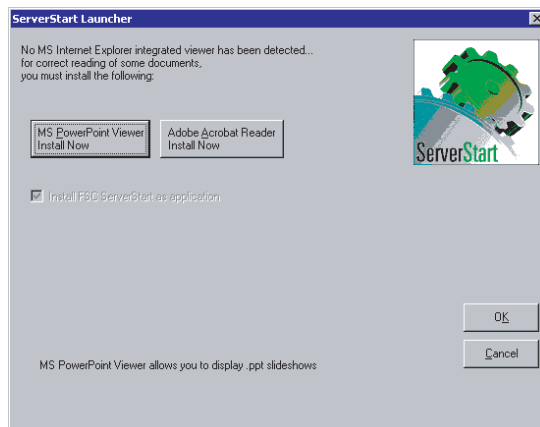 ServerStart Launcher
No MS Internet Explorer integrated viewer has been detected...
for correct reading of some documents,
you must install the following:
MS PowerPoint Viewer
Install Now
Adobe Acrobat Reader
Install Now
ServerStart
Install FSC ServerStart as application
OK
Cancel
MS PowerPoint Viewer allows you to display .ppt slideshows